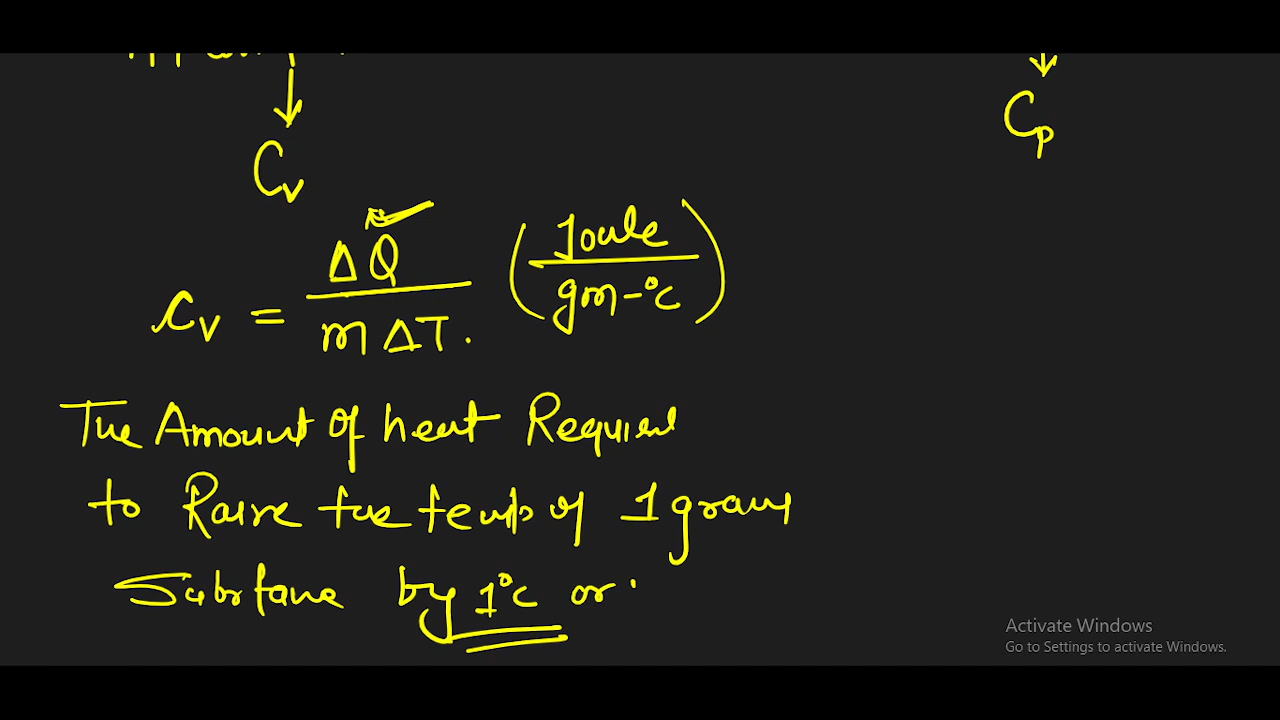 Cv
Cp
Cv = ΔQ / mΔT. (Joule / gm-°c)
The Amount of heat Required
to Raise the temp of 1 gram
Substance by 1°c or
Activate Windows
Go to Settings to activate Windows.